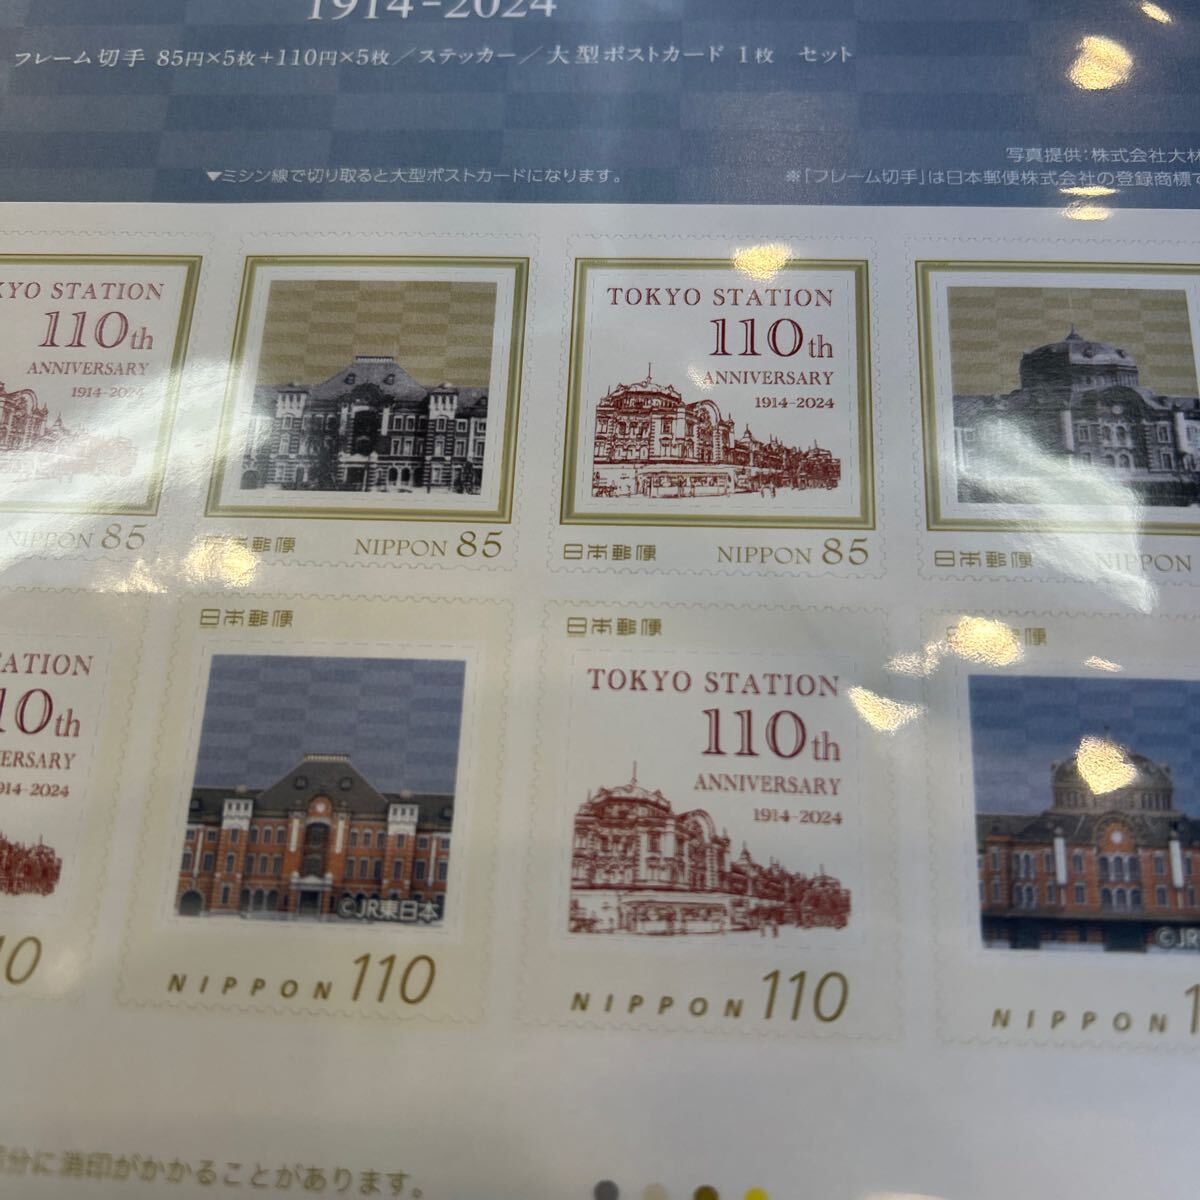 1914-2024
フレーム切手 85円×5枚+110円×5枚／ステッカー／大型ポストカード 1枚 セット
写真提供：株式会社大林
▼ミシン線で切り取ると大型ポストカードになります。
※「フレーム切手」は日本郵便株式会社の登録商標で
KYO STATION
110th
ANNIVERSARY
1914-2024
NIPPON 85
日本郵便 NIPPON 85
TOKYO STATION
110th
ANNIVERSARY
1914-2024
日本郵便 NIPPON 85
日本郵便 NIPPON
TATION
10th
ERSARY
914-2024
10
日本郵便
©JR東日本
NIPPON 110
日本郵便
TOKYO STATION
110th
ANNIVERSARY
1914-2024
NIPPON 110
日本郵便
©JR
NIPPON 1
分に消印がかかることがあります。